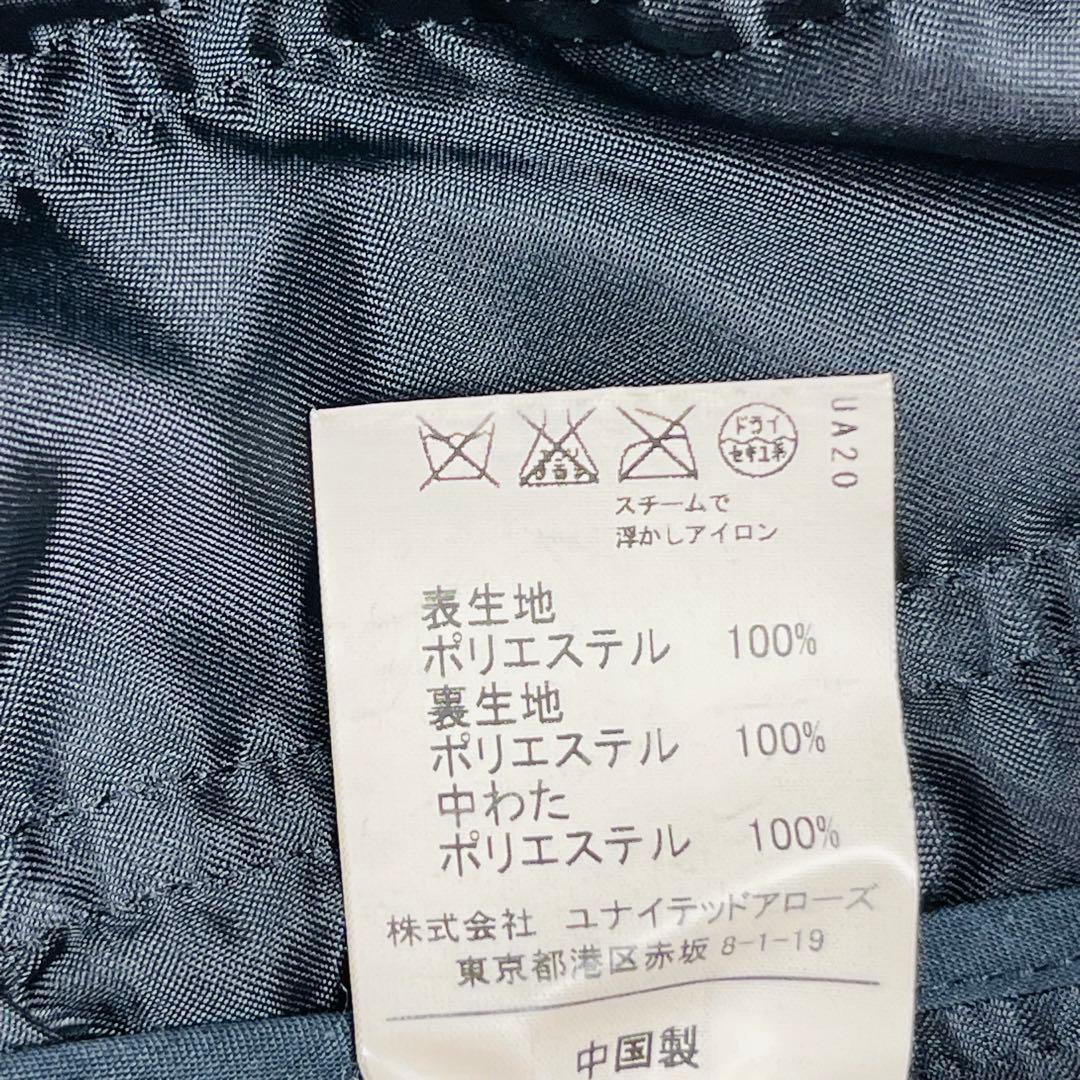 ドライ
セキユ系
UA20
スチームで
浮かしアイロン
表生地
ポリエステル 100%
裏生地
ポリエステル 100%
中わた
ポリエステル 100%
株式会社 ユナイテッドアローズ
東京都港区赤坂 8-1-19
中国製